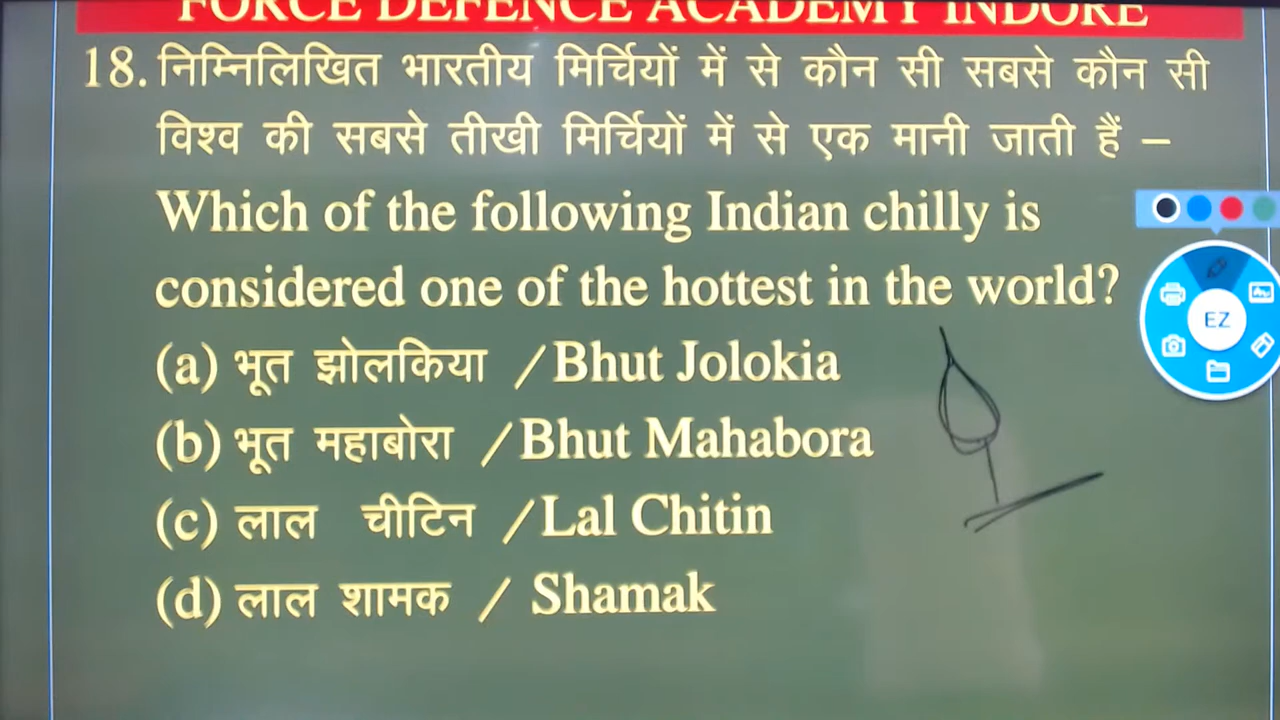 FORCE DEFENCE ACADEMY INDORE
18. निम्नलिखित भारतीय मिर्चियों में से कौन सी सबसे कौन सी
विश्व की सबसे तीखी मिर्चियों में से एक मानी जाती हैं –
Which of the following Indian chilly is
considered one of the hottest in the world?
EZ
(a) भूत झोलकिया / Bhut Jolokia
(b) भूत महाबोरा / Bhut Mahabora
(c) लाल चीटिन / Lal Chitin
(d) लाल शामक / Shamak